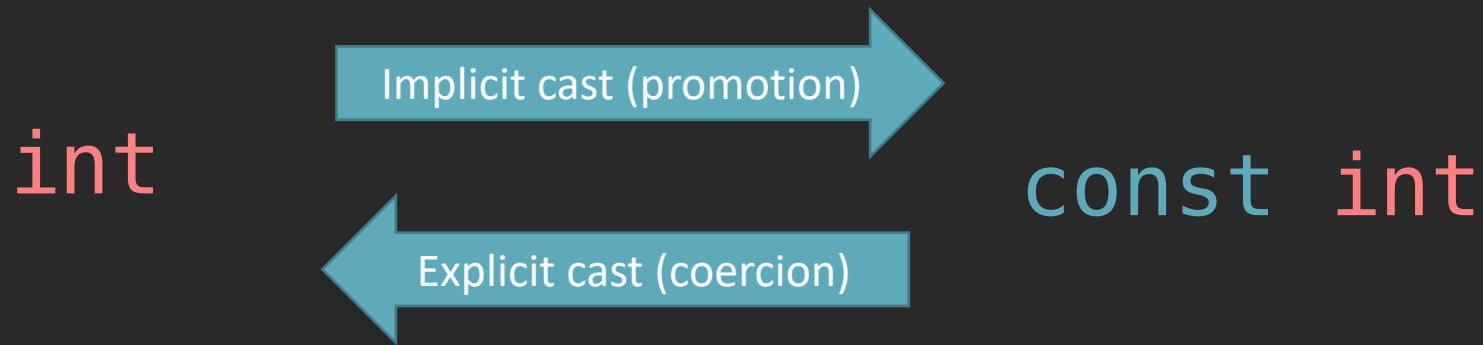 Implicit cast (promotion)
int
const int
Explicit cast (coercion)